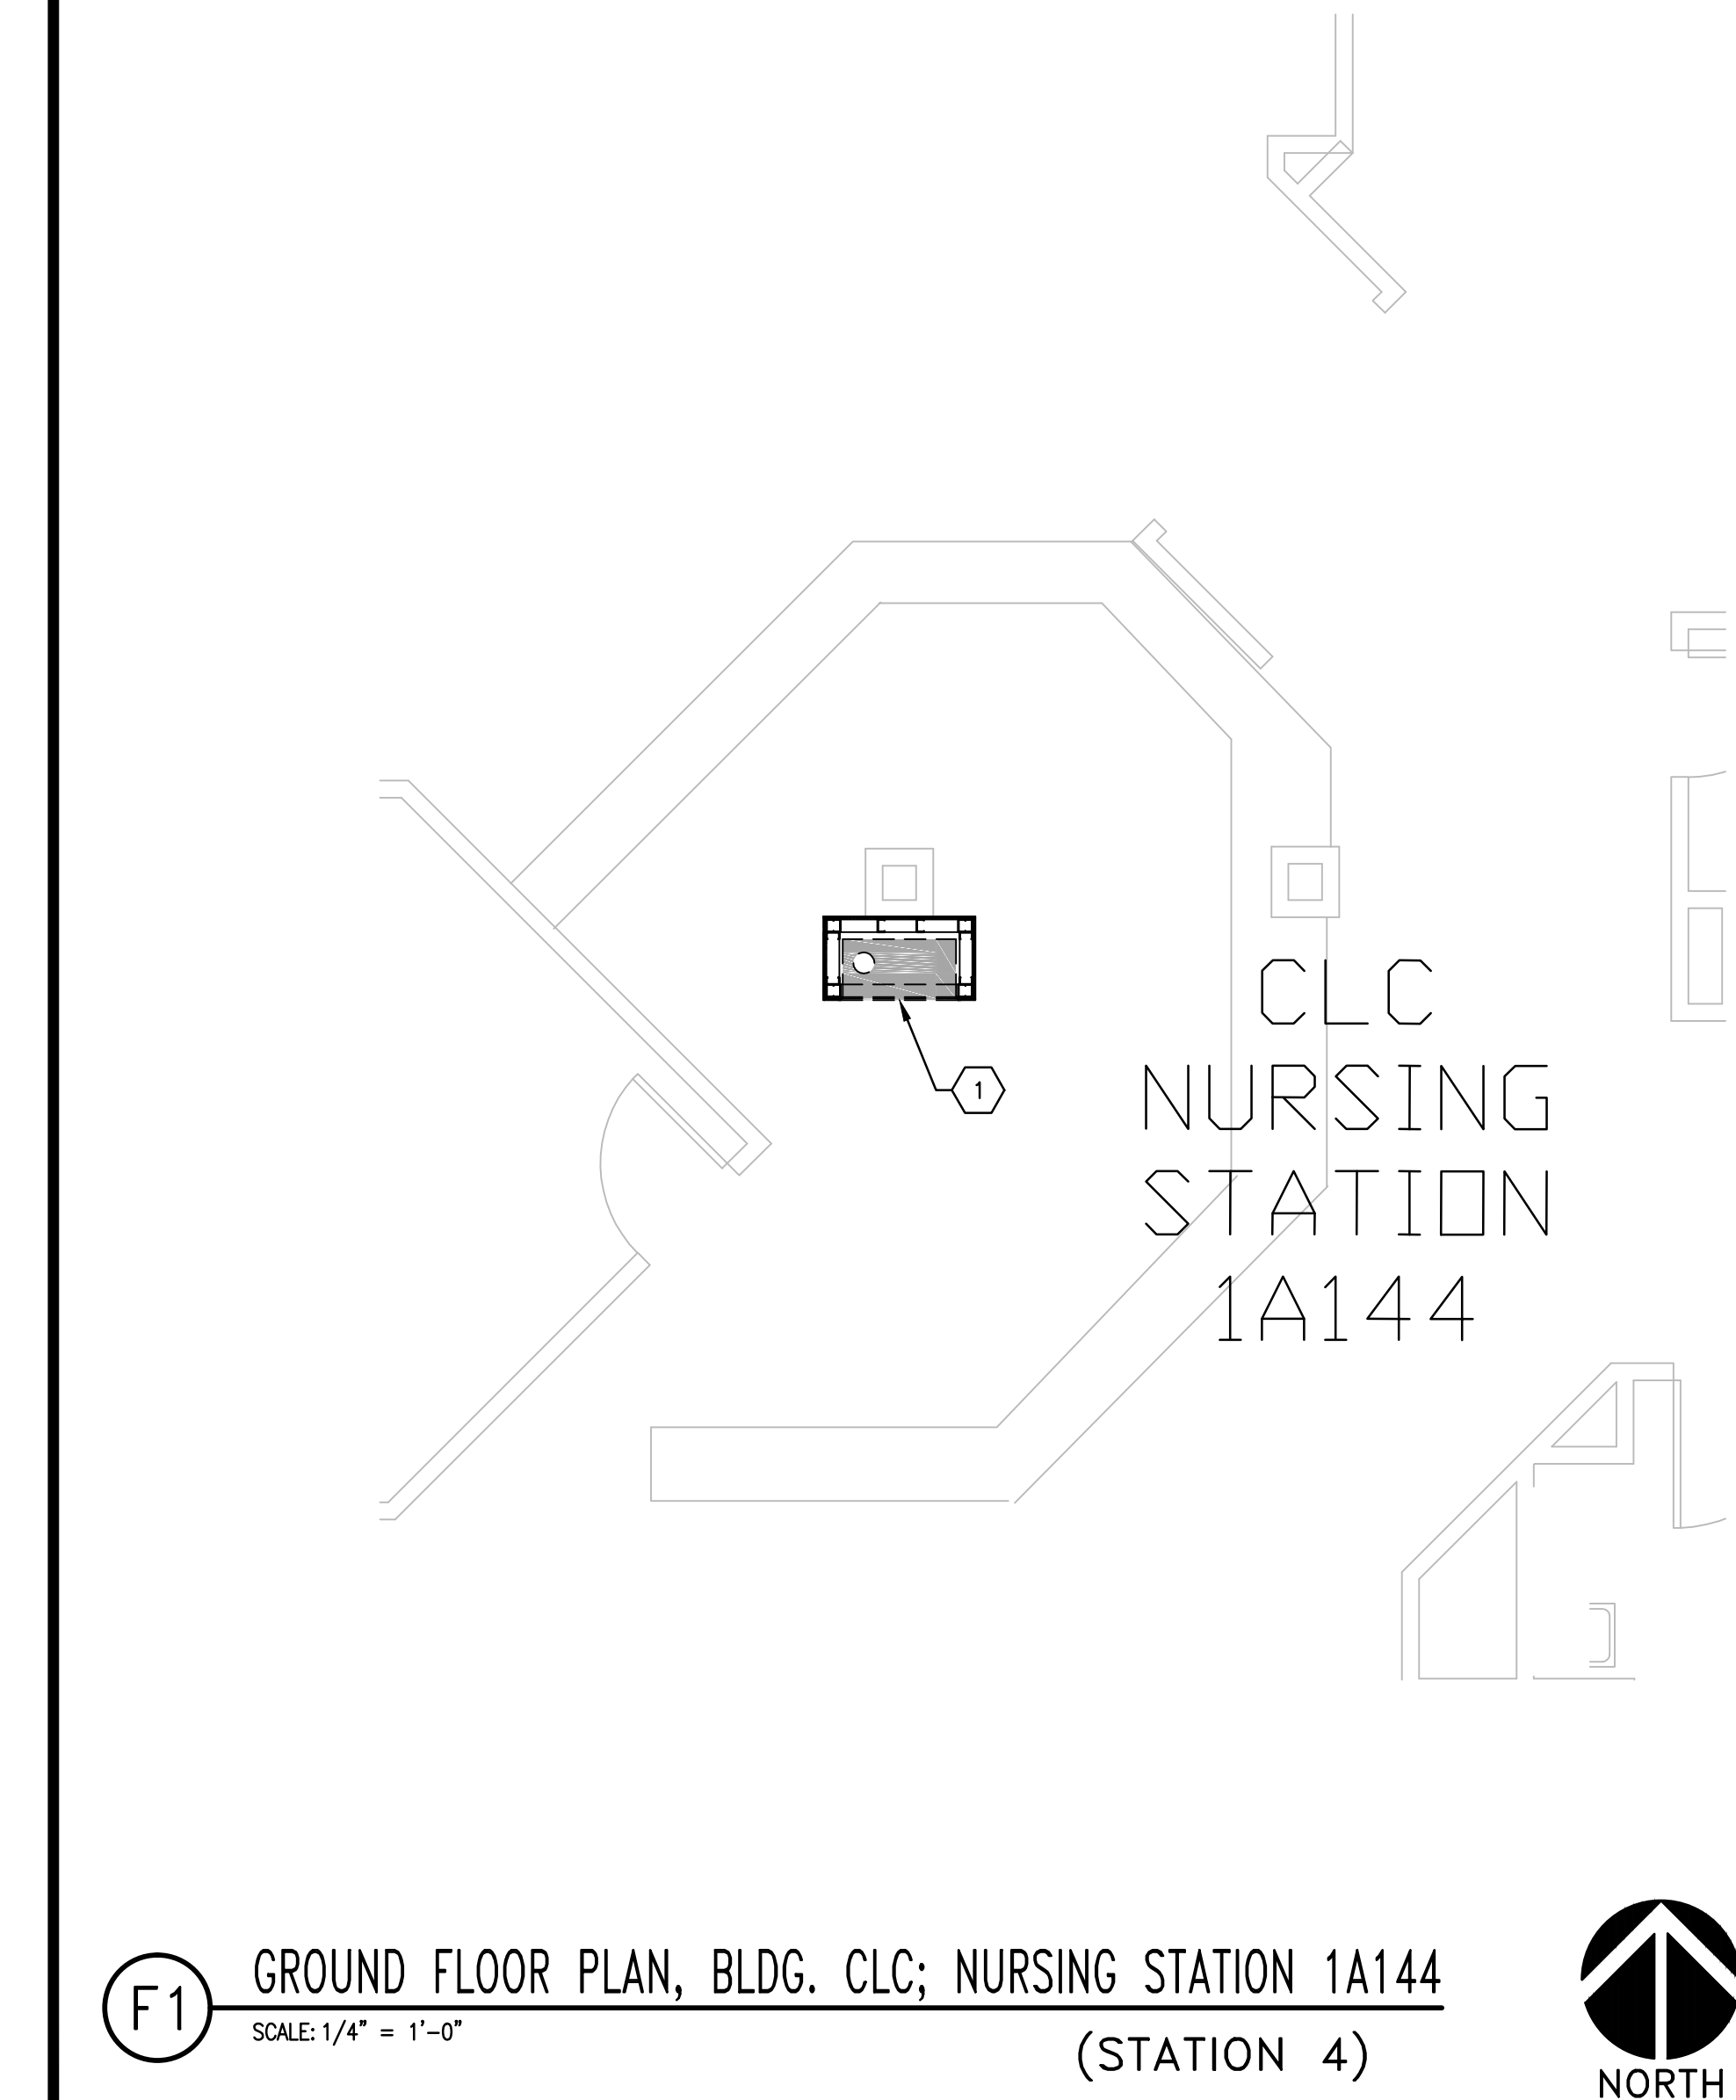 1
CLC
NURSING
STATION
1A144
F1
GROUND FLOOR PLAN, BLDG. CLC; NURSING STATION 1A144
SCALE: 1/4" = 1'-0"
(STATION 4)
NORTH